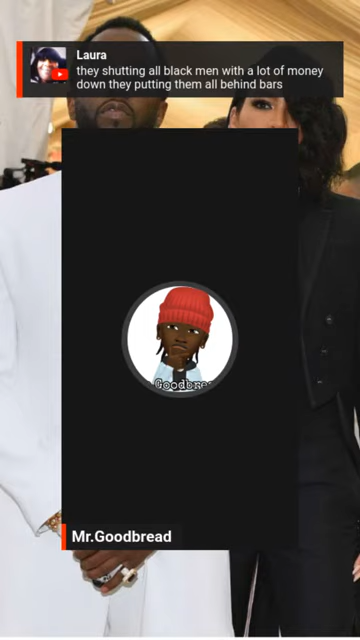 Laura
they shutting all black men with a lot of money
down they putting them all behind bars
Goodbrea
Mr.Goodbread